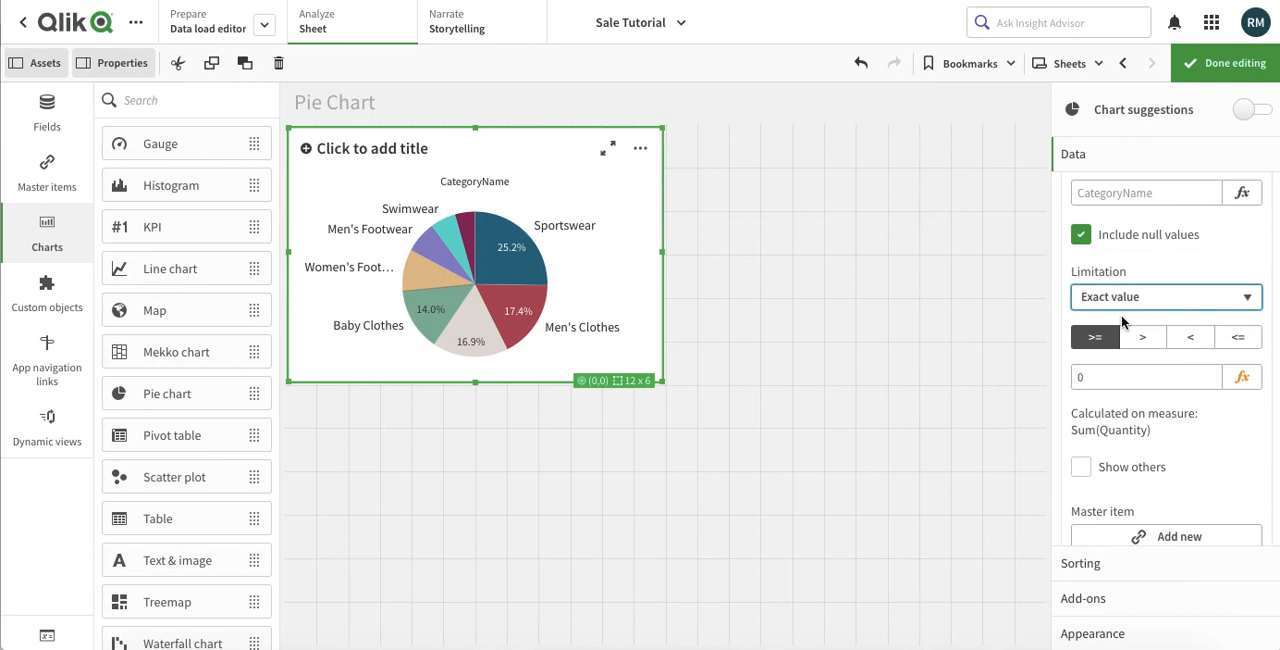 Qlik
Prepare
Data load editor
Analyze
Sheet
Narrate
Storytelling
Sale Tutorial
Ask Insight Advisor
RM
Assets
Properties
Bookmarks
Sheets
Done editing
Fields
Master items
Charts
Custom objects
App navigation
links
Dynamic views
Search
Gauge
Histogram
#1 KPI
Line chart
Map
Mekko chart
Pie chart
Pivot table
Scatter plot
Table
A Text & image
Treemap
Waterfall chart
Pie Chart
Click to add title
CategoryName
Swimwear
Sportswear
Men's Footwear
25.2%
Women's Foot...
14.0%
17.4%
Baby Clothes
Men's Clothes
16.9%
(0,0) 12 x 6
Chart suggestions
Data
CategoryName
fx
Include null values
Limitation
Exact value
>= > < <=
0
fx
Calculated on measure:
Sum(Quantity)
Show others
Master item
Add new
Sorting
Add-ons
Appearance